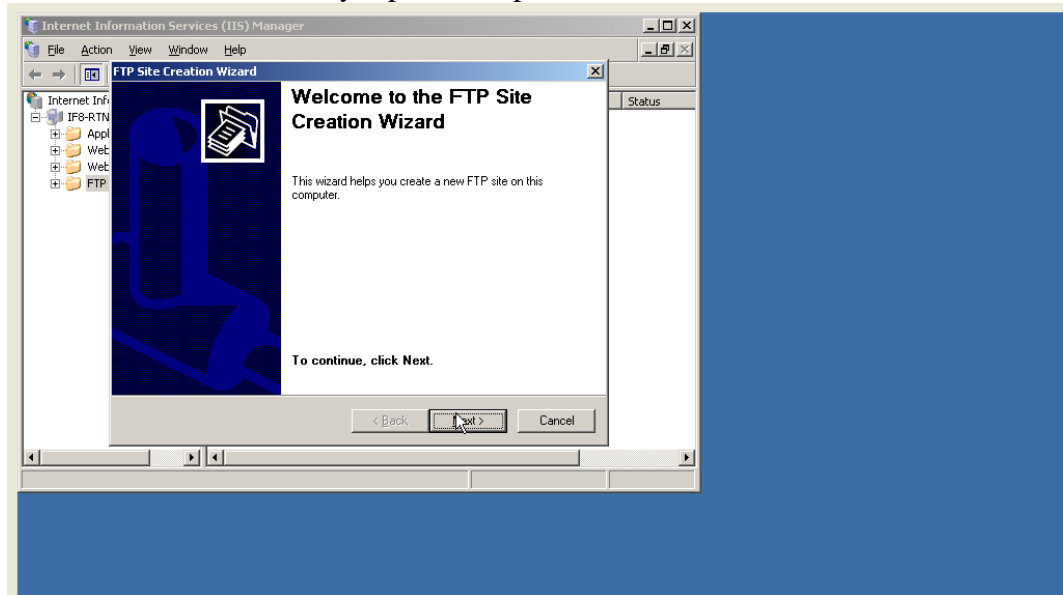 Internet Information Services (IIS) Manager
File Action View Window Help
FTP Site Creation Wizard
Internet Inf
Status
IF8-RTN
Appl
Web
Web
FTP
Welcome to the FTP Site
Creation Wizard
This wizard helps you create a new FTP site on this
computer.
To continue, click Next.
< Back
Next >
Cancel